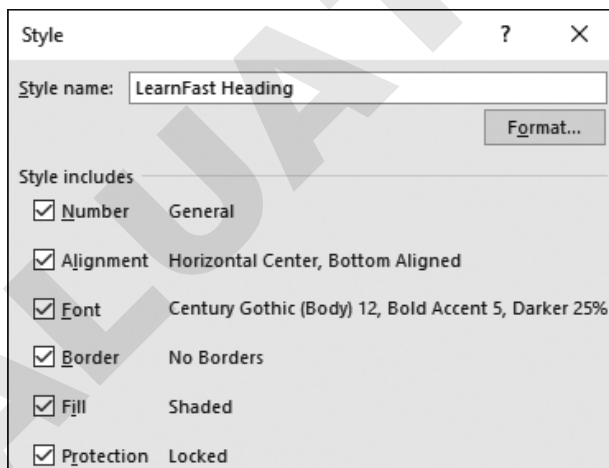 Style ? ×
Style name: LearnFast Heading
Format...
Style includes
Number General
Alignment Horizontal Center, Bottom Aligned
Font Century Gothic (Body) 12, Bold Accent 5, Darker 25%
Border No Borders
Fill Shaded
Protection Locked